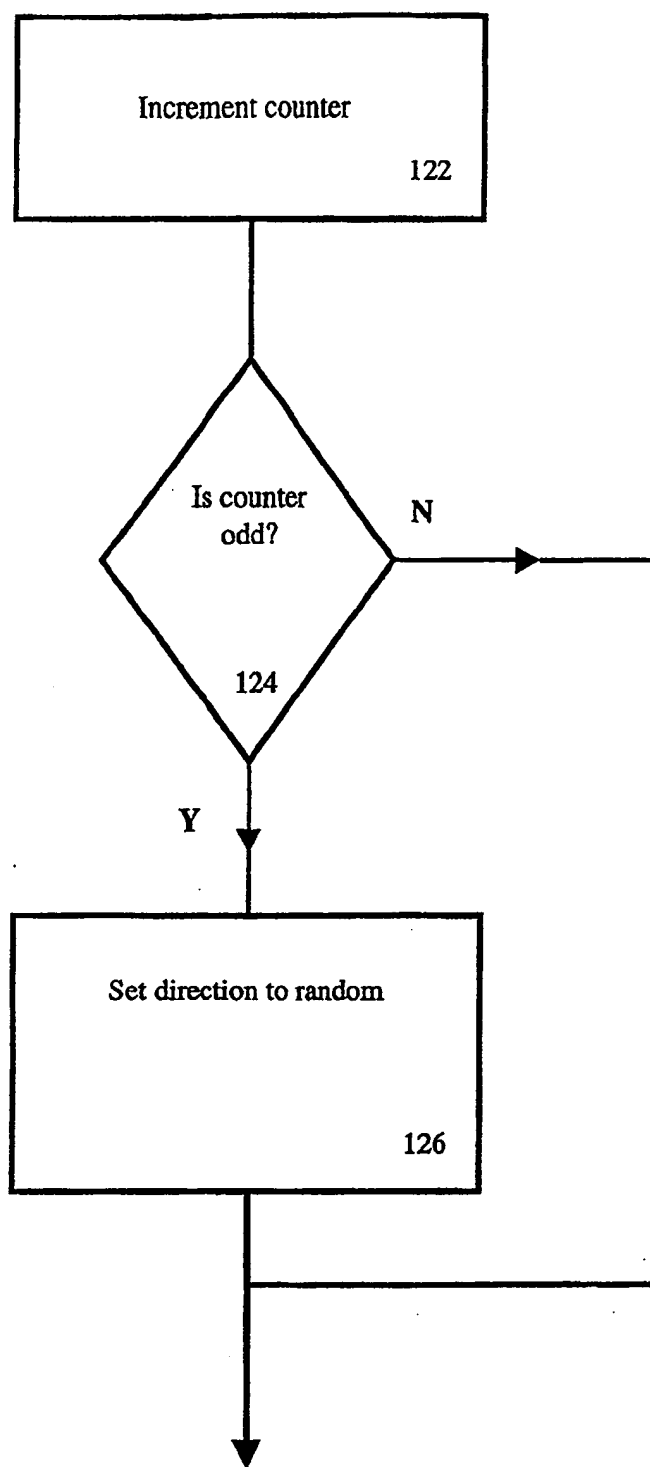 Increment counter
122
Is counter
odd?
N
124
Y
Set direction to random
126